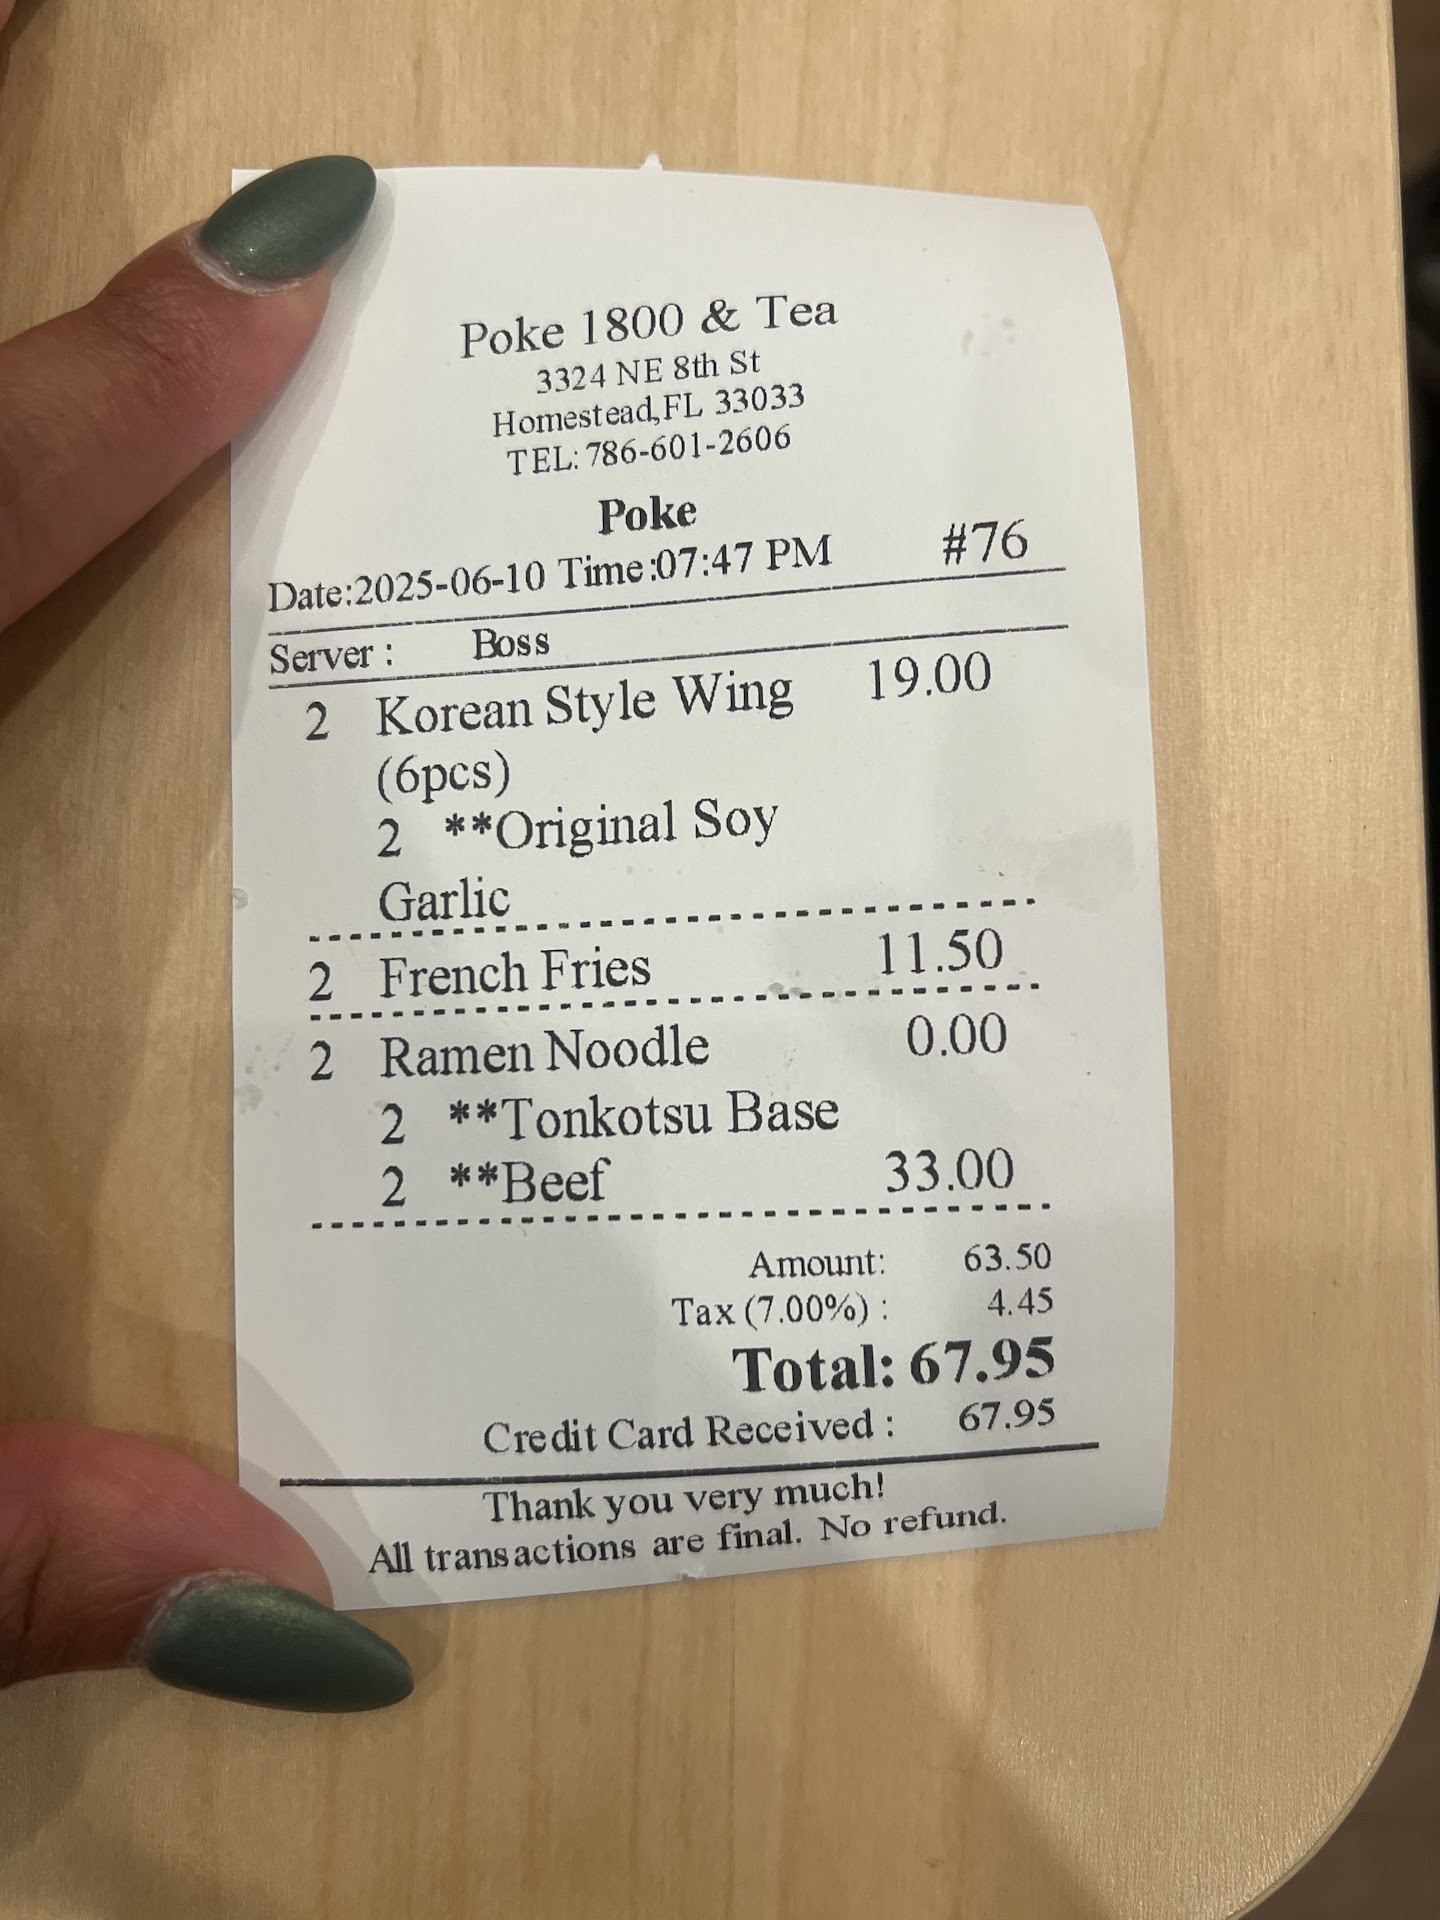 Poke 1800 & Tea
3324 NE 8th St
Homestead,FL 33033
TEL: 786-601-2606
Poke
Date:2025-06-10 Time:07:47 PM #76
Server : Boss
2 Korean Style Wing 19.00
(6pcs)
2 **Original Soy
Garlic
2 French Fries 11.50
2 Ramen Noodle 0.00
2 **Tonkotsu Base
2 **Beef 33.00
Amount: 63.50
Tax (7.00%) : 4.45
Total: 67.95
Credit Card Received : 67.95
Thank you very much!
All transactions are final. No refund.